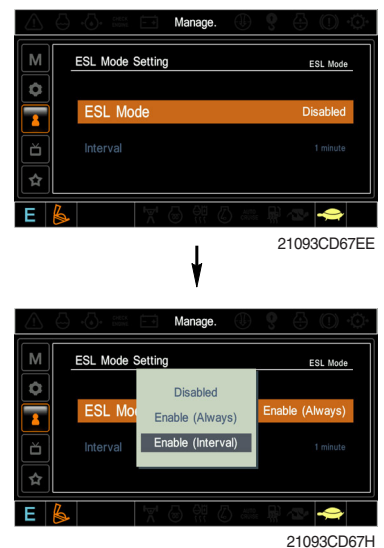 Manage.
M
ESL Mode Setting ESL Mode
ESL Mode Disabled
Interval 1 minute
E
21093CD67EE
Manage.
M
ESL Mode Setting ESL Mode
Disabled
ESL Mo Enable (Always) Enable (Always)
Interval Enable (Interval) 1 minute
E
21093CD67H